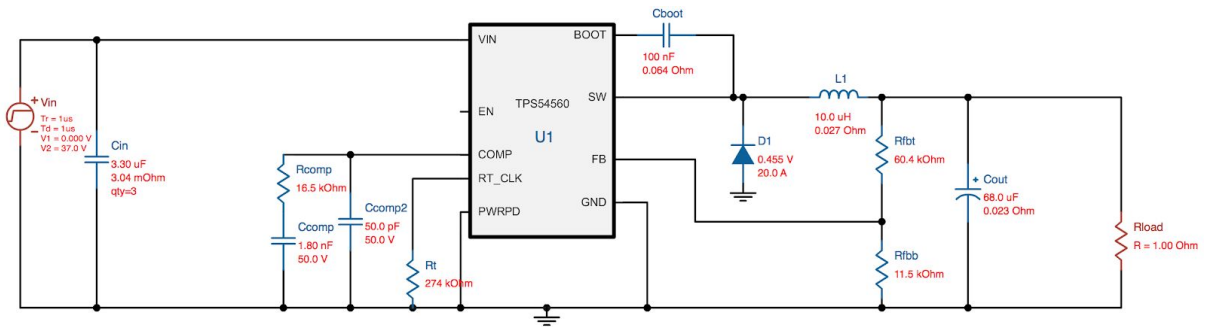 Vin
Tr = 1us
Td = 1us
V1 = 0.000 V
V2 = 37.0 V
Cin
3.30 uF
3.04 mOhm
qty=3
Rcomp
16.5 kOhm
Ccomp
1.80 nF
50.0 V
Ccomp2
50.0 pF
50.0 V
Rt
274 kOhm
VIN
EN
COMP
RT_CLK
PWRPD
TPS54560
U1
BOOT
SW
FB
GND
Cboot
100 nF
0.064 Ohm
D1
0.455 V
20.0 A
L1
10.0 uH
0.027 Ohm
Rfbt
60.4 kOhm
Rfbb
11.5 kOhm
+ Cout
68.0 uF
0.023 Ohm
Rload
R = 1.00 Ohm